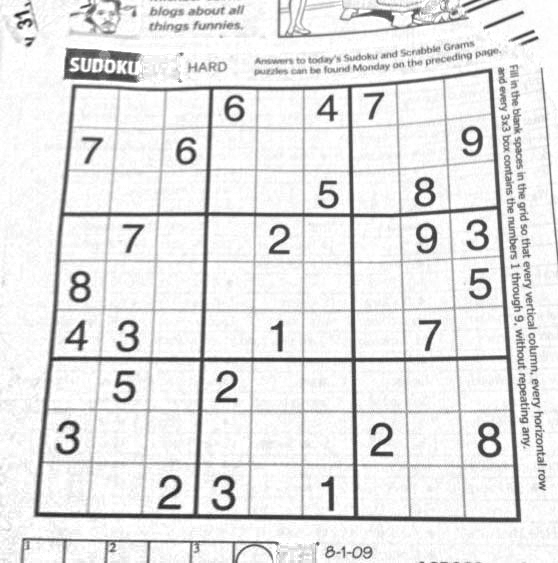 31,
blogs about all
things funnies.
SUDOKU HARD
Answers to today's Sudoku and Scrabble Grams
puzzles can be found Monday on the preceding page.
6 4 7
7 6 9
5 8
7 2 9 3
8 5
4 3 1 7
5 2
3 2 8
2 3 1
Fill in the blank spaces in the grid so that every vertical column, every horizontal row
and every 3x3 box contains the numbers 1 through 9, without repeating any.
1 2 3
8-1-09